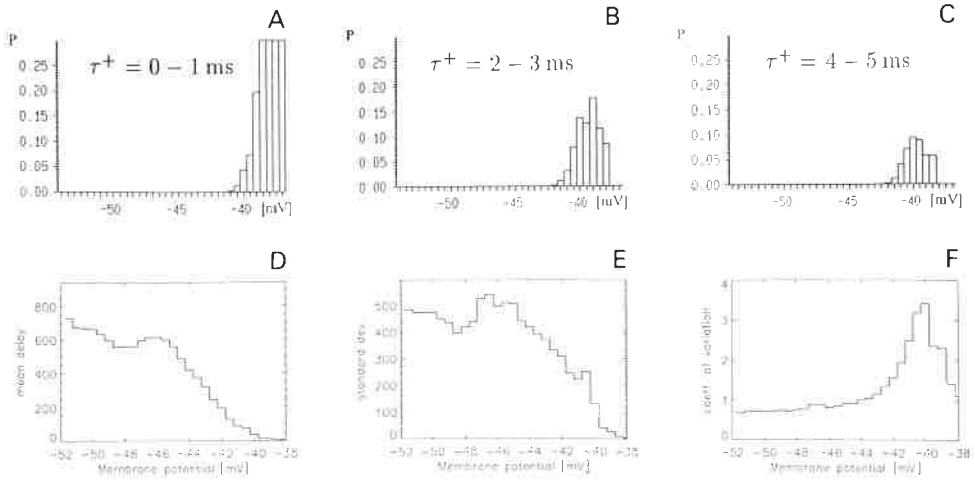 A
P
τ⁺ = 0 – 1 ms
0.25
0.20
0.15
0.10
0.05
0.00
-50 -45 -40 [mV]
B
P
τ⁺ = 2 – 3 ms
0.25
0.20
0.15
0.10
0.05
0.00
-50 -45 -40 [mV]
C
P
τ⁺ = 4 – 5 ms
0.25
0.20
0.15
0.10
0.05
0.00
-50 -45 -40 [mV]
D
mean delay
800
600
400
200
0
-52 -50 -48 -46 -44 -42 -40 -38
Membrane potential [mV]
E
standard dev
500
400
300
200
100
0
-52 -50 -48 -46 -44 -42 -40 -38
Membrane potential [mV]
F
coeff. of variation
4
3
2
1
0
-52 -50 -48 -46 -44 -42 -40 -38
Membrane potential [mV]